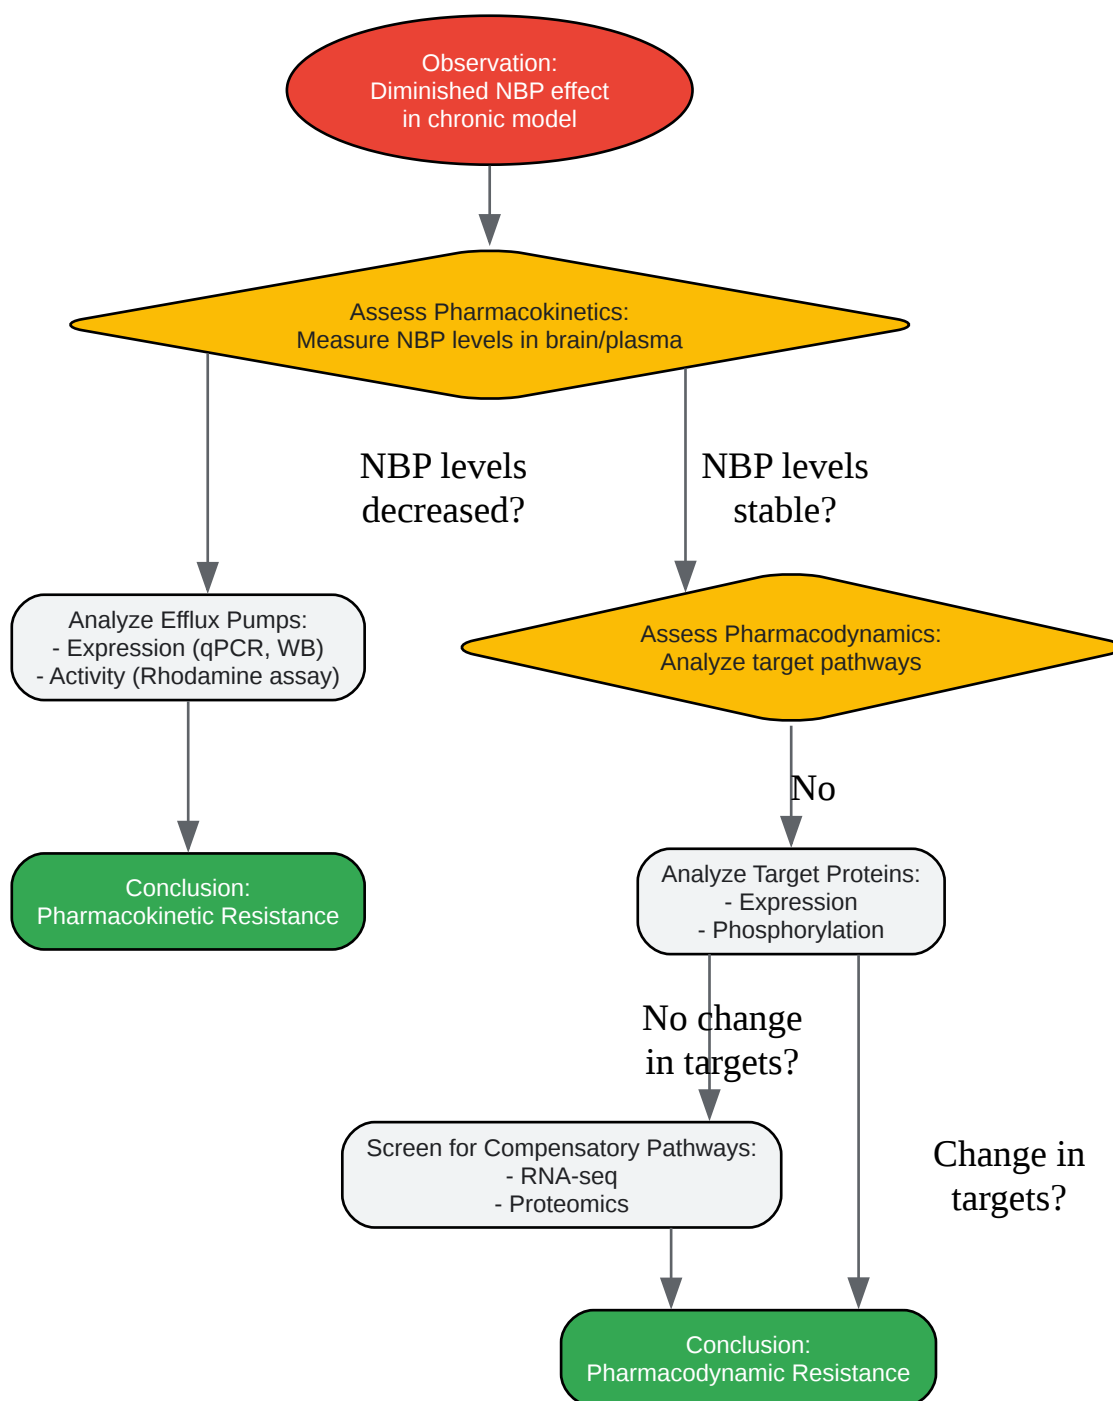 Observation:
Diminished NBP effect
in chronic model
Assess Pharmacokinetics:
Measure NBP levels in brain/plasma
NBP levels
decreased?
NBP levels
stable?
Analyze Efflux Pumps:
- Expression (qPCR, WB)
- Activity (Rhodamine assay)
Assess Pharmacodynamics:
Analyze target pathways
No
Conclusion:
Pharmacokinetic Resistance
Analyze Target Proteins:
- Expression
- Phosphorylation
No change
in targets?
Change in
targets?
Screen for Compensatory Pathways:
- RNA-seq
- Proteomics
Conclusion:
Pharmacodynamic Resistance